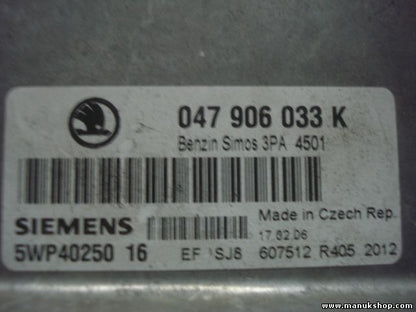 047 906 033 K
Benzin Simos 3PA 4501
SIEMENS
Made in Czech Rep.
17.02.06
5WP40250 16
EF SJ8 607512 R405 2012
www.manukshop.com